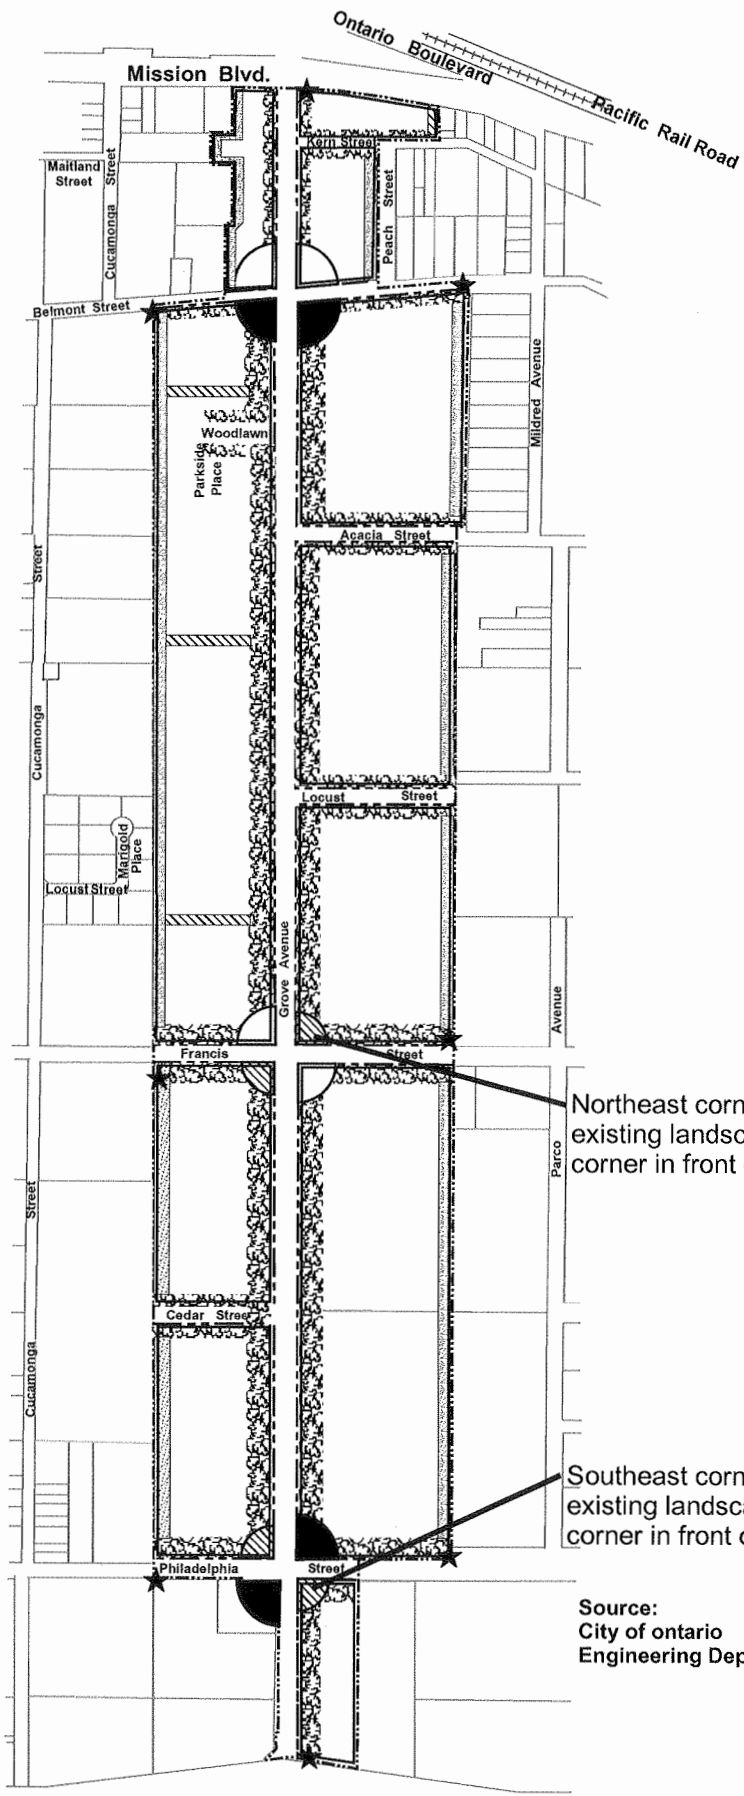 Ontario Boulevard
Pacific Rail Road
Mission Blvd.
Kern Street
Maitland
Street
Cucamonga Street
Peach Street
Belmont Street
Mildred Avenue
Woodlawn
Parkside
Place
Acacia Street
Street
Cucamonga
Locust Street
Marigold
Place
Locust Street
Grove Avenue
Avenue
Francis Street
Northeast corn
existing landsc
corner in front
Parco
Street
Cedar Street
Cucamonga
Southeast corn
existing landsca
corner in front o
Philadelphia Street
Source:
City of ontario
Engineering Dep